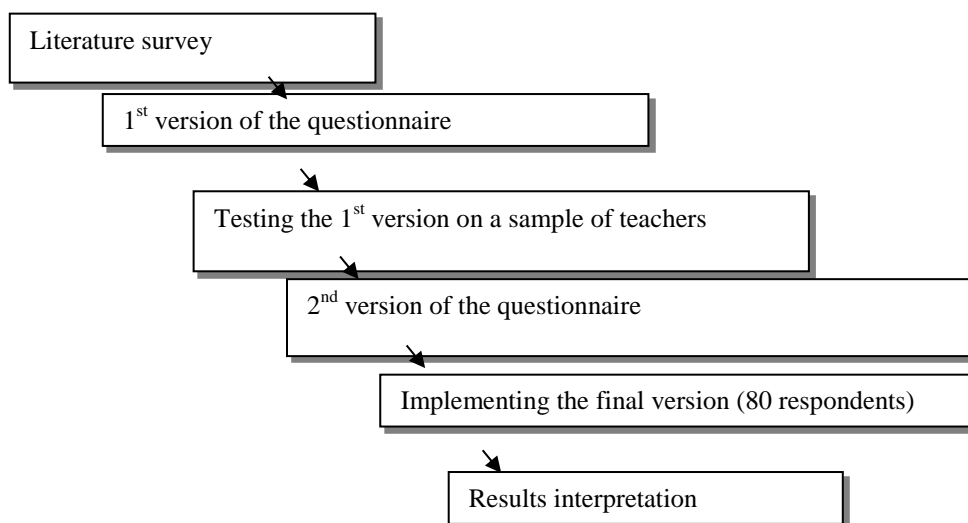 Literature survey
1st version of the questionnaire
Testing the 1st version on a sample of teachers
2nd version of the questionnaire
Implementing the final version (80 respondents)
Results interpretation